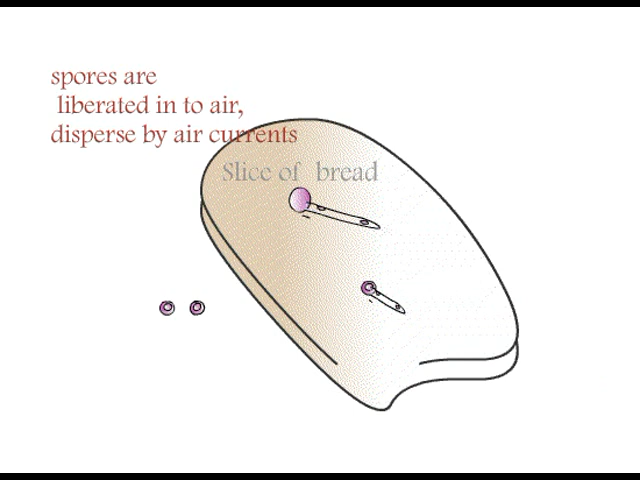 spores are
liberated in to air,
disperse by air currents
Slice of bread